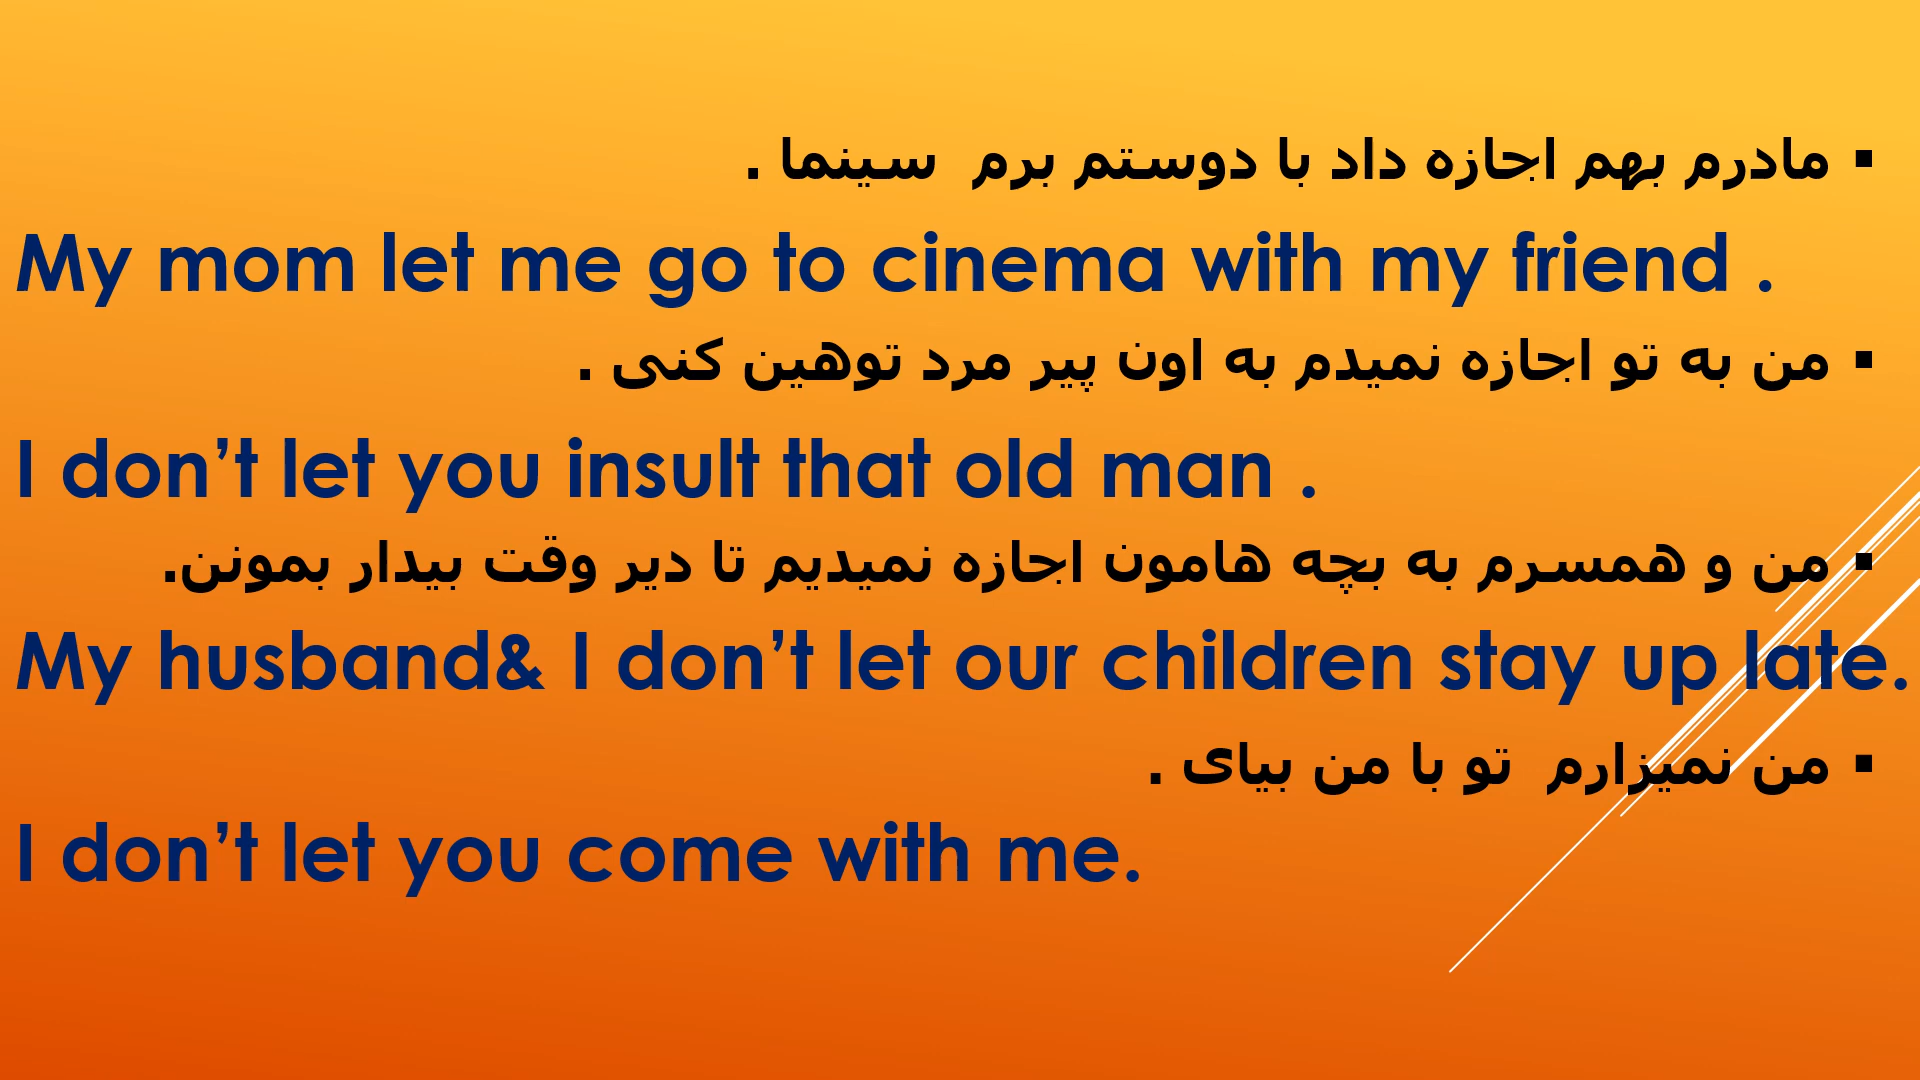 ▪ مادرم بهم اجازه داد با دوستم برم سینما .
My mom let me go to cinema with my friend .
▪ من به تو اجازه نمیدم به اون پیر مرد توهین کنی .
I don’t let you insult that old man .
▪ من و همسرم به بچه هامون اجازه نمیدیم تا دیر وقت بیدار بمونن.
My husband& I don’t let our children stay up late.
▪ من نمیزارم تو با من بیای .
I don’t let you come with me.